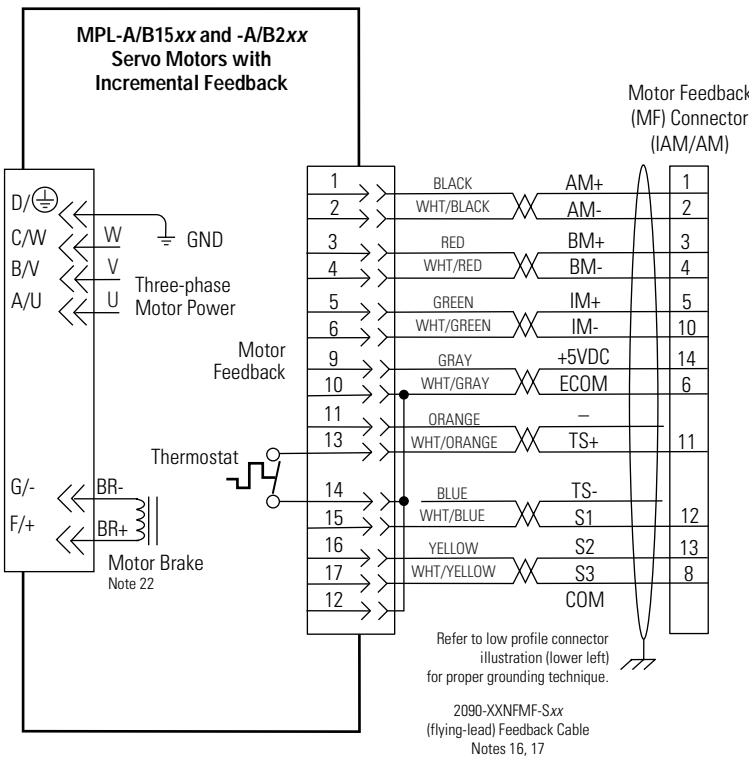 MPL-A/B15xx and -A/B2xx
Servo Motors with
Incremental Feedback
Motor Feedback
(MF) Connector
(IAM/AM)
D/
C/W
B/V
A/U
W
V
U
GND
Three-phase
Motor Power
Motor
Feedback
Thermostat
G/-
F/+
BR-
BR+
Motor Brake
Note 22
1 BLACK AM+ 1
2 WHT/BLACK AM- 2
3 RED BM+ 3
4 WHT/RED BM- 4
5 GREEN IM+ 5
6 WHT/GREEN IM- 10
9 GRAY +5VDC 14
10 WHT/GRAY ECOM 6
11 ORANGE –
13 WHT/ORANGE TS+ 11
14 BLUE TS-
15 WHT/BLUE S1 12
16 YELLOW S2 13
17 WHT/YELLOW S3 8
12 COM
Refer to low profile connector
illustration (lower left)
for proper grounding technique.
2090-XXNFMF-Sxx
(flying-lead) Feedback Cable
Notes 16, 17